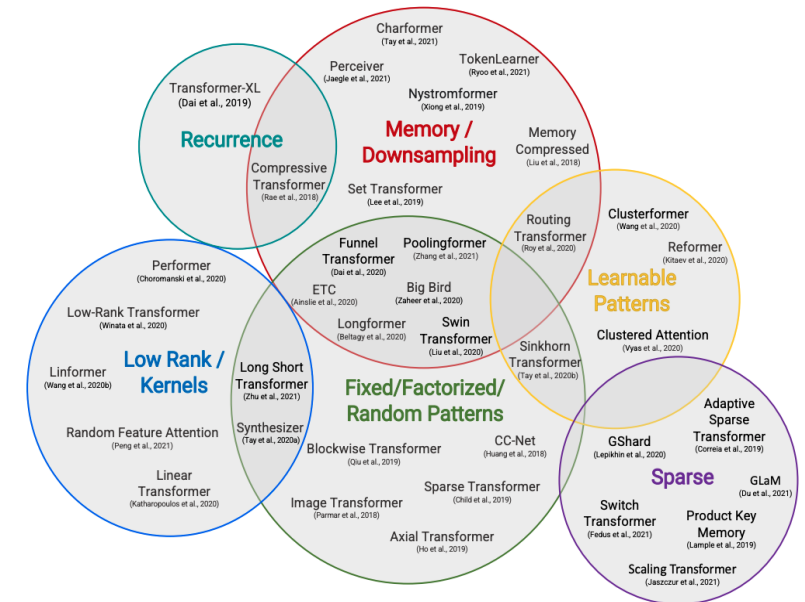 Charformer
(Tay et al., 2021)
Perceiver
(Jaegle et al., 2021)
TokenLearner
(Ryoo et al., 2021)
Transformer-XL
(Dai et al., 2019)
Nystromformer
(Xiong et al., 2019)
Recurrence
Memory /
Downsampling
Memory
Compressed
(Liu et al., 2018)
Compressive
Transformer
(Rae et al., 2018)
Set Transformer
(Lee et al., 2019)
Routing
Transformer
(Roy et al., 2020)
Clusterformer
(Wang et al., 2020)
Reformer
(Kitaev et al., 2020)
Funnel
Transformer
(Dai et al., 2020)
Poolingformer
(Zhang et al., 2021)
Performer
(Choromanski et al., 2020)
ETC
(Ainslie et al., 2020)
Big Bird
(Zaheer et al., 2020)
Learnable
Patterns
Low-Rank Transformer
(Winata et al., 2020)
Longformer
(Beltagy et al., 2020)
Swin
Transformer
(Liu et al., 2020)
Sinkhorn
Transformer
(Tay et al., 2020b)
Clustered Attention
(Vyas et al., 2020)
Linformer
(Wang et al., 2020b)
Low Rank /
Kernels
Long Short
Transformer
(Zhu et al., 2021)
Fixed/Factorized/
Random Patterns
Adaptive
Sparse
Transformer
(Correia et al., 2019)
Random Feature Attention
(Peng et al., 2021)
Synthesizer
(Tay et al., 2020a)
Blockwise Transformer
(Qiu et al., 2019)
CC-Net
(Huang et al., 2018)
GShard
(Lepikhin et al., 2020)
Sparse
GLaM
(Du et al., 2021)
Linear
Transformer
(Katharopoulos et al., 2020)
Image Transformer
(Parmar et al., 2018)
Sparse Transformer
(Child et al., 2019)
Switch
Transformer
(Fedus et al., 2021)
Product Key
Memory
(Lample et al., 2019)
Axial Transformer
(Ho et al., 2019)
Scaling Transformer
(Jaszczur et al., 2021)